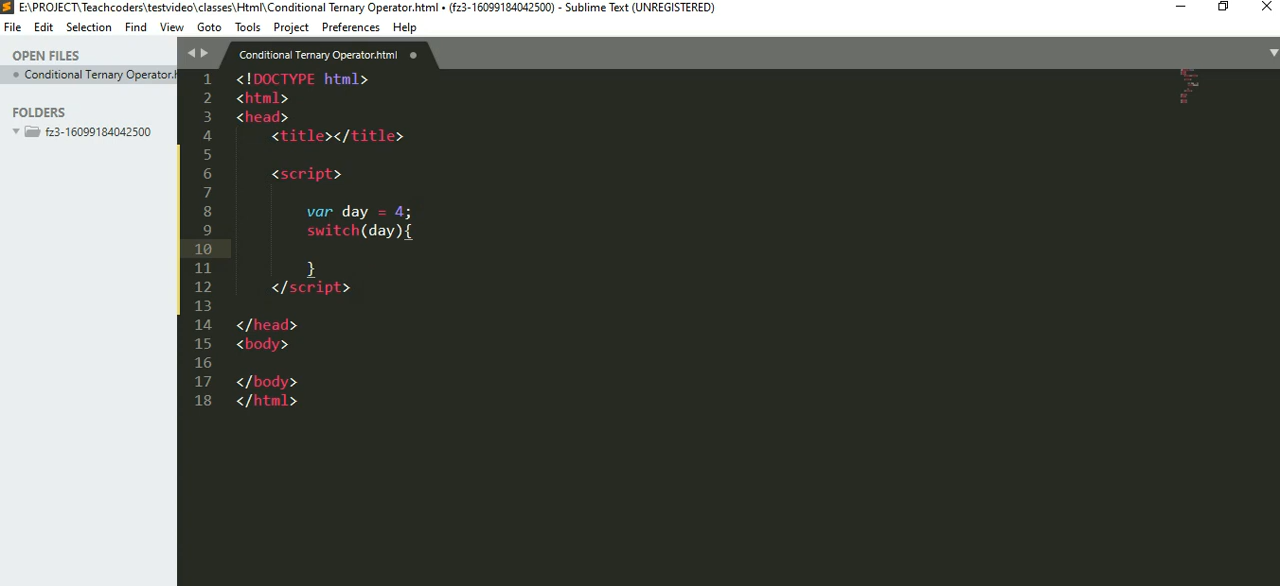 E:\PROJECT\Teachcoders\testvideo\classes\Html\Conditional Ternary Operator.html • (fz3-16099184042500) - Sublime Text (UNREGISTERED)
File Edit Selection Find View Goto Tools Project Preferences Help
OPEN FILES
Conditional Ternary Operator.h
FOLDERS
fz3-16099184042500
Conditional Ternary Operator.html
1 <!DOCTYPE html>
2 <html>
3 <head>
4 <title></title>
5
6 <script>
7
8 var day = 4;
9 switch(day){
10
11 }
12 </script>
13
14 </head>
15 <body>
16
17 </body>
18 </html>